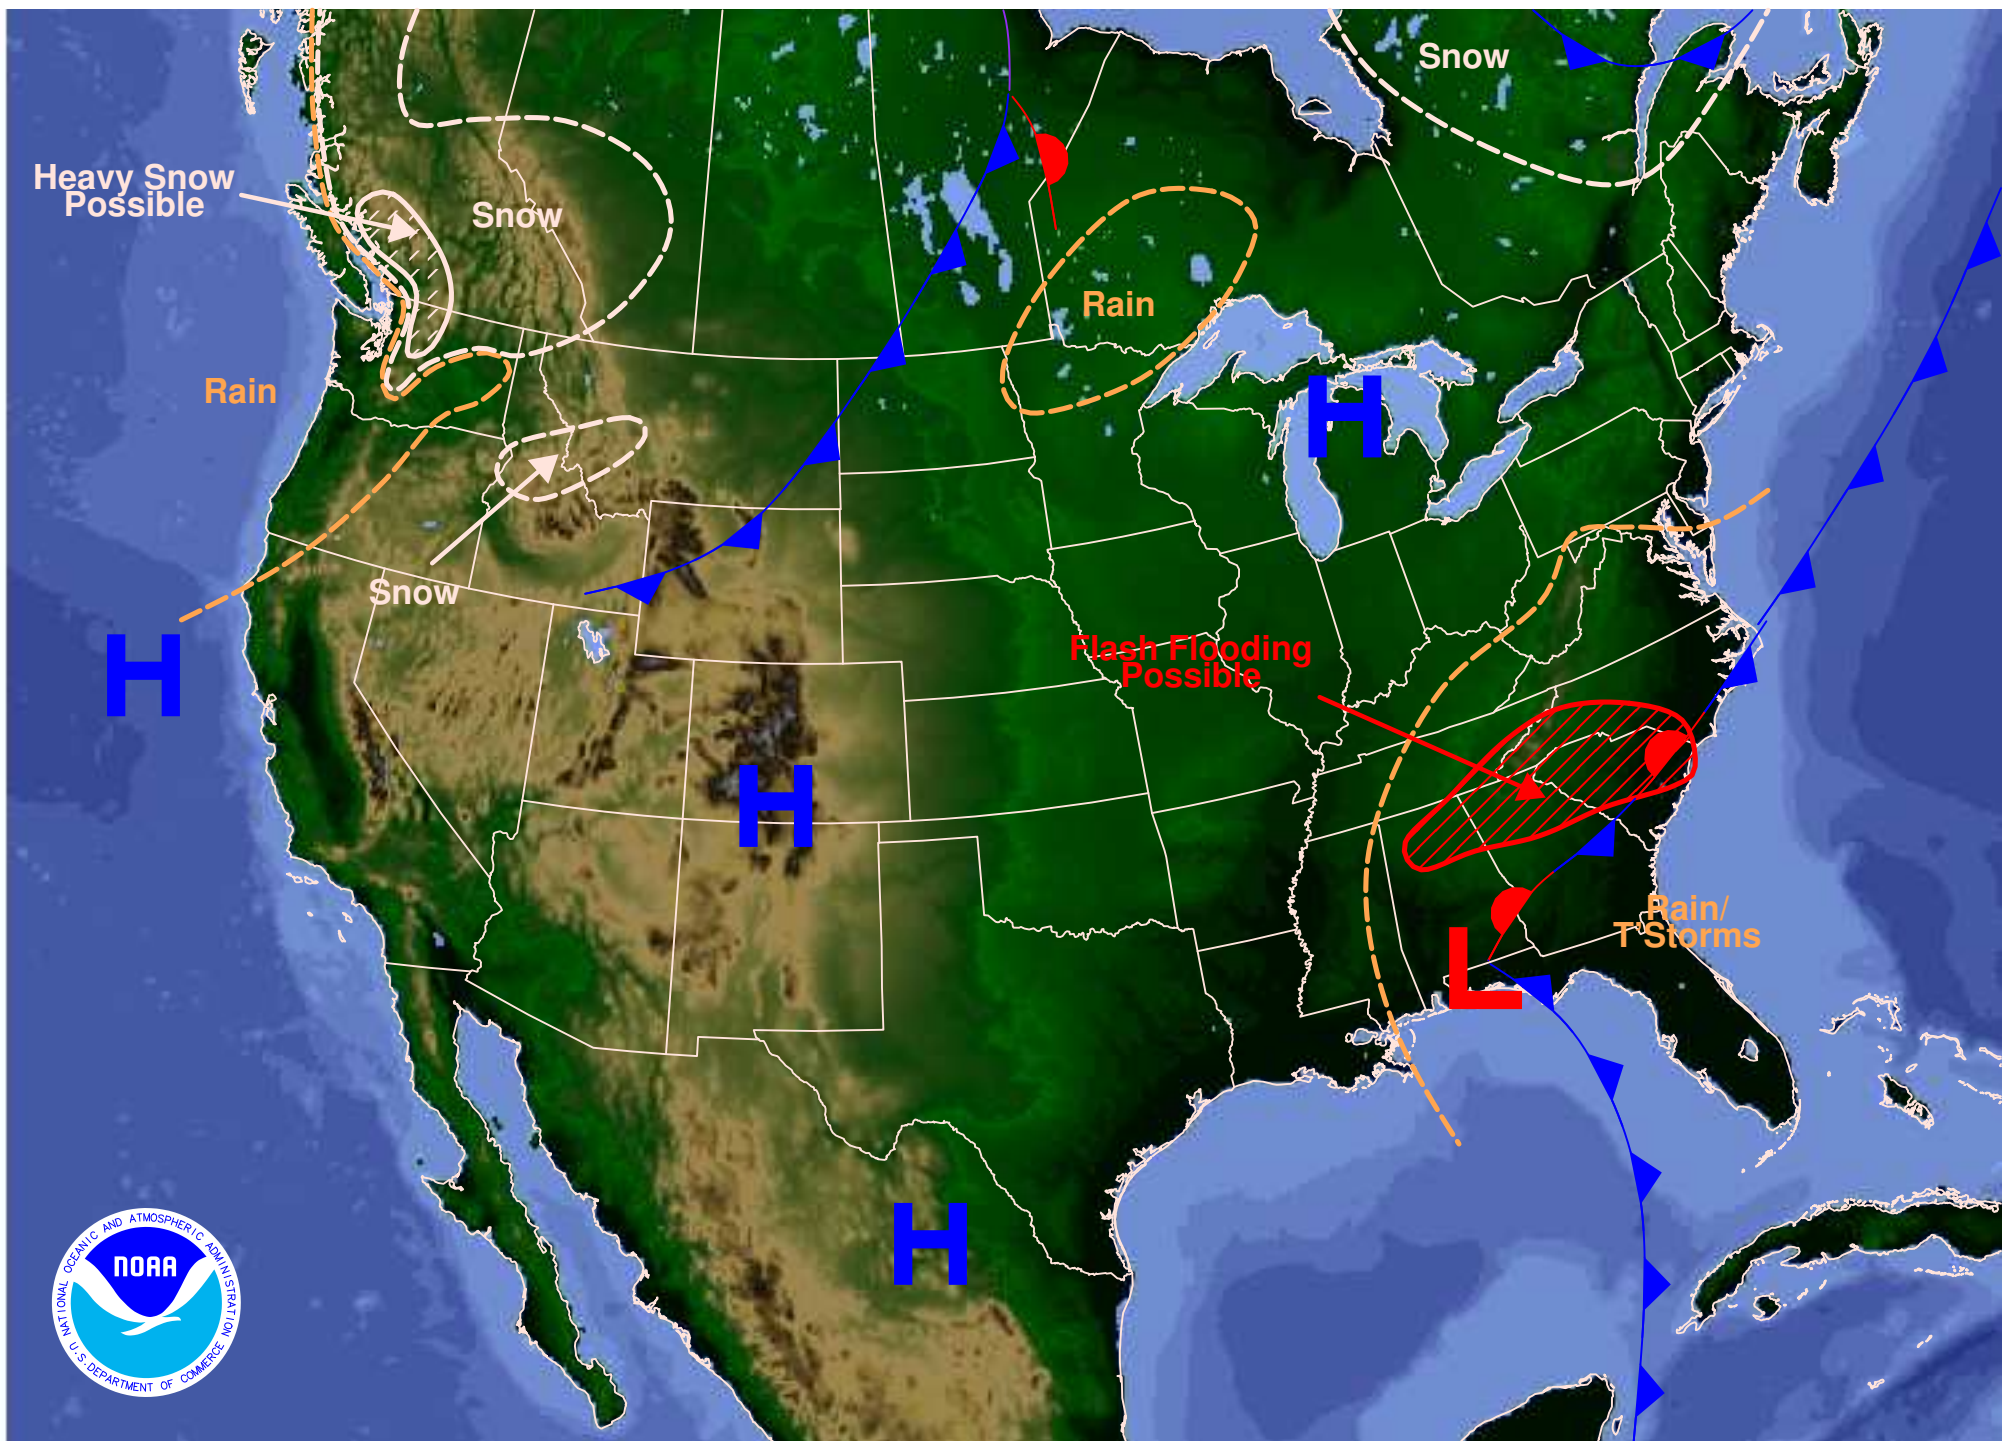 Snow
Heavy Snow
Possible
Snow
Rain
Rain
H
Snow
H
Flash Flooding
Possible
H
Rain/
T Storms
L
H
NATIONAL OCEANIC AND ATMOSPHERIC ADMINISTRATION
NOAA
U.S. DEPARTMENT OF COMMERCE